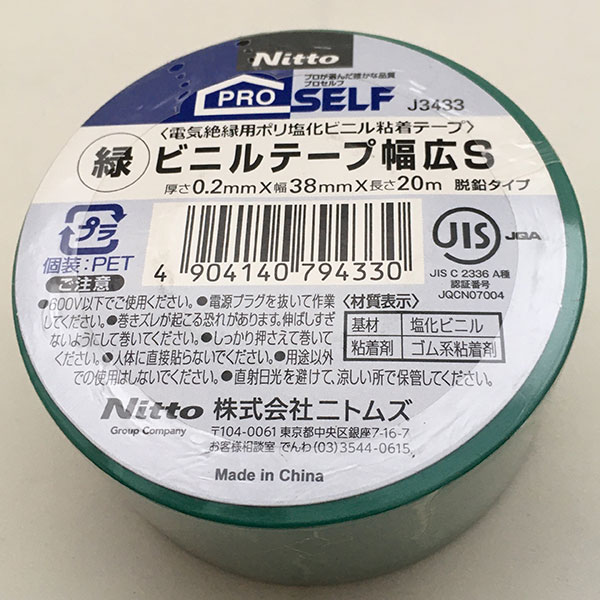 Nitto
プロが選んだ確かな品質
プロセルフ
PRO SELF J3433
〈電気絶縁用ポリ塩化ビニル粘着テープ〉
緑 ビニルテープ幅広S
厚さ0.2mm×幅38mm×長さ20m 脱鉛タイプ
プラ
個装:PET
4 904140 794330
JIS JQA
JIS C 2336 A種
認証番号
JQCN07004
ご注意
●600V以下でご使用ください。●電源プラグを抜いて作業
してください。●巻きズレが起こる恐れがあります。伸ばしすぎ
ないようにして巻いてください。●しっかり押さえて巻いて
ください。●人体に直接貼らないでください。●用途以外
での使用はしないでください。
●直射日光を避けて、涼しい所で保管してください。
〈材質表示〉
基材 塩化ビニル
粘着剤 ゴム系粘着剤
Nitto 株式会社ニトムズ
Group Company
〒104-0061 東京都中央区銀座7-16-7
お客様相談室 でんわ(03)3544-0615
Made in China